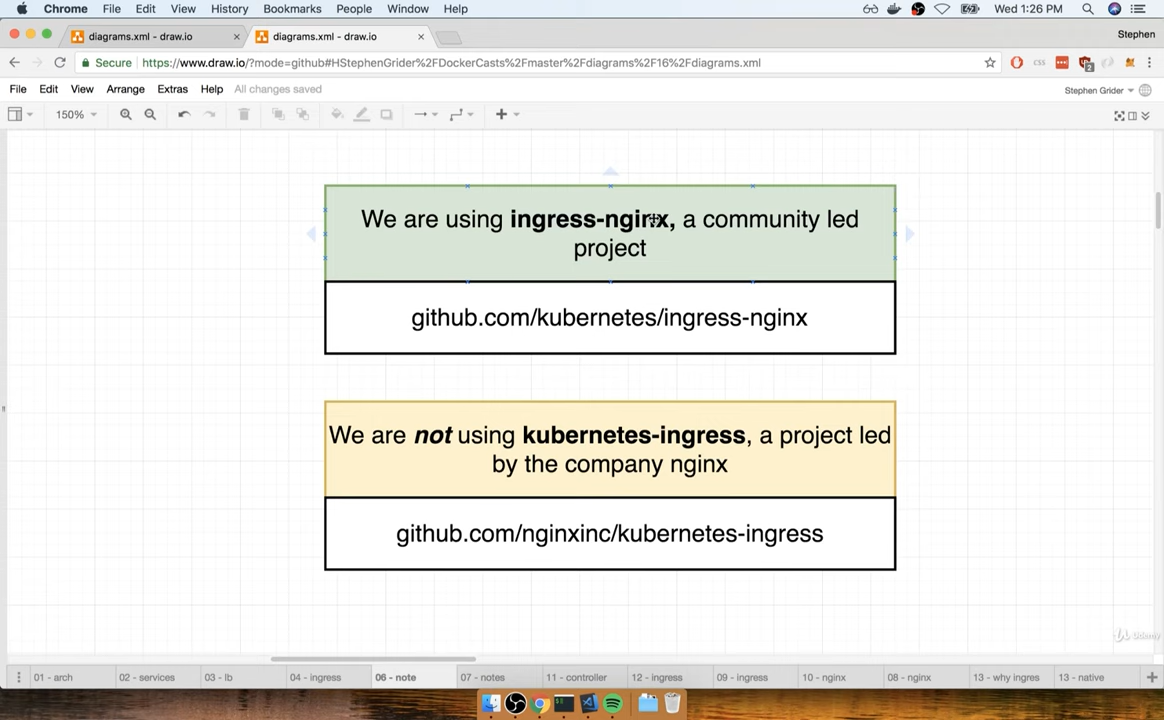 Chrome File Edit View History Bookmarks People Window Help Wed 1:26 PM
diagrams.xml - draw.io diagrams.xml - draw.io Stephen
Secure https://www.draw.io/?mode=github#HStephenGrider%2FDockerCasts%2Fmaster%2Fdiagrams%2F16%2Fdiagrams.xml css 2
File Edit View Arrange Extras Help All changes saved Stephen Grider
150%
We are using ingress-nginx, a community led
project
github.com/kubernetes/ingress-nginx
We are not using kubernetes-ingress, a project led
by the company nginx
github.com/nginxinc/kubernetes-ingress
Udemy
01 - arch 02 - services 03 - lb 04 - ingress 06 - note 07 - notes 11 - controller 12 - ingress 09 - ingress 10 - nginx 08 - nginx 13 - why ingres 13 - native